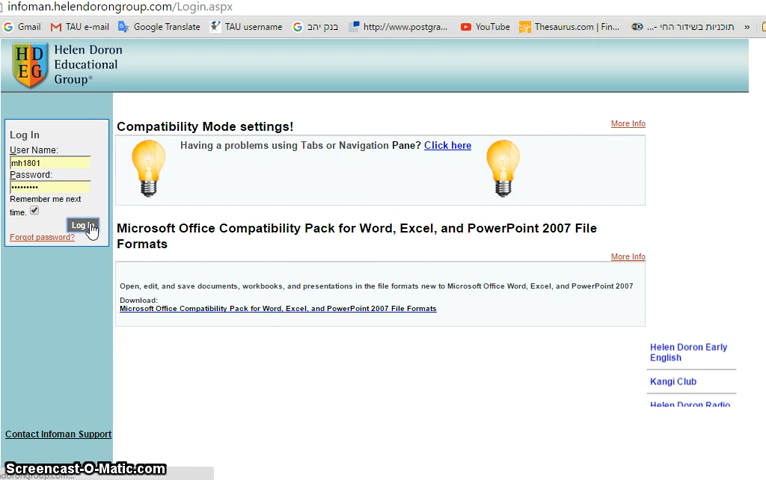 infoman.helendorongroup.com/Login.aspx
Gmail
TAU e-mail
Google Translate
TAU username
בנק יהב
http://www.postgra...
YouTube
Thesaurus.com | Fin...
תוכניות בשידור החי -...
»
HD
EG
Helen Doron
Educational
Group®
Log In
User Name:
mh1801
Password:
•••••••••
Remember me next
time.
Log In
Forgot password?
Contact Infoman Support
Compatibility Mode settings!
More Info
Having a problems using Tabs or Navigation Pane? Click here
Microsoft Office Compatibility Pack for Word, Excel, and PowerPoint 2007 File
Formats
More Info
Open, edit, and save documents, workbooks, and presentations in the file formats new to Microsoft Office Word, Excel, and PowerPoint 2007
Download:
Microsoft Office Compatibility Pack for Word, Excel, and PowerPoint 2007 File Formats
Helen Doron Early
English
Kangi Club
Helen Doron Radio
Screencast-O-Matic.com